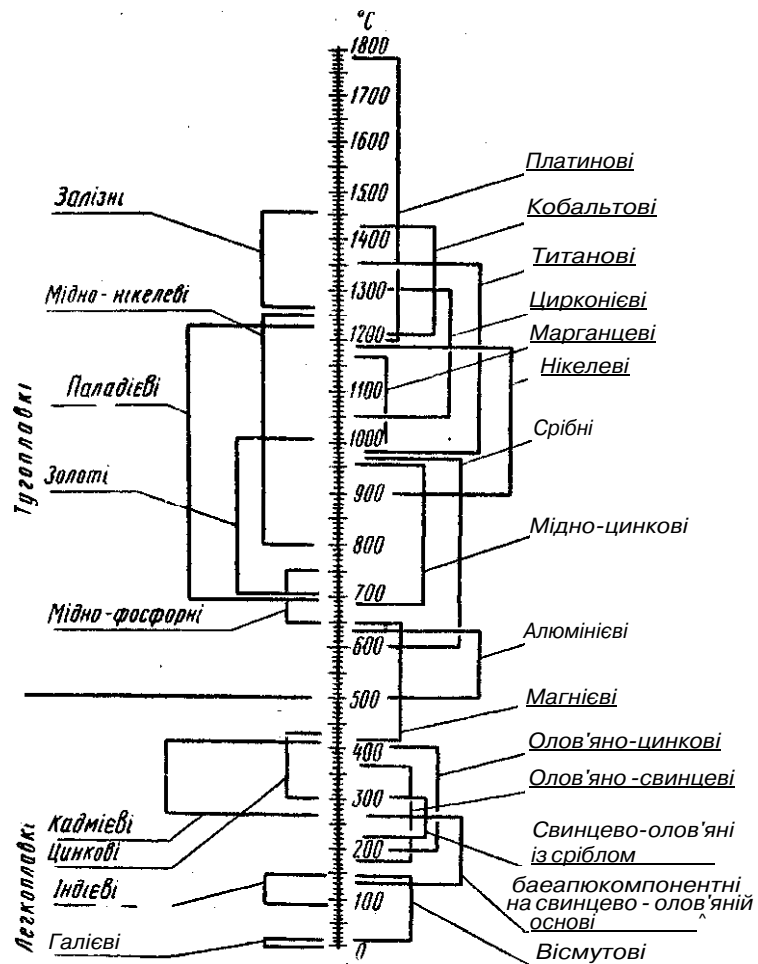 °C
1800
1700
1600
1500
1400
1300
1200
1100
1000
900
800
700
600
500
400
300
200
100
0
Тугоплавкі
Залізні
Мідно-нікелеві
Паладієві
Золоті
Мідно-фосфорні
Легкоплавкі
Кадмієві
Цинкові
Індієві
Галієві
Платинові
Кобальтові
Титанові
Цирконієві
Марганцеві
Нікелеві
Срібні
Мідно-цинкові
Алюмінієві
Магнієві
Олов'яно-цинкові
Олов'яно-свинцеві
Свинцево-олов'яні
із сріблом
баеапюкомпонентні
на свинцево - олов'яній
основі ^
Вісмутові